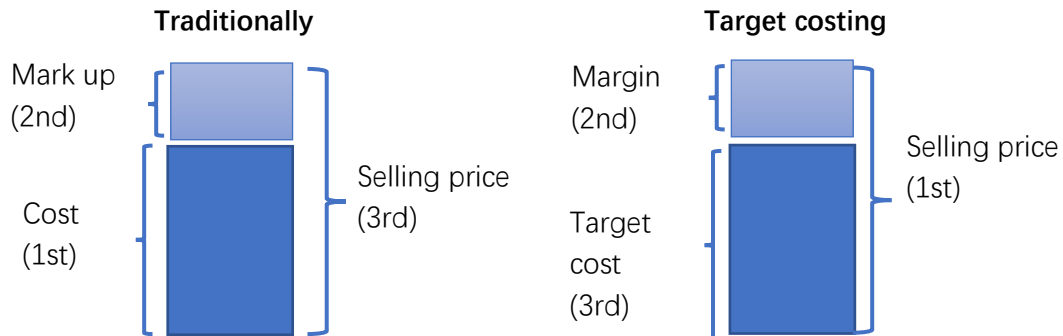 Traditionally
Mark up
(2nd)
Cost
(1st)
Selling price
(3rd)
Target costing
Margin
(2nd)
Target
cost
(3rd)
Selling price
(1st)